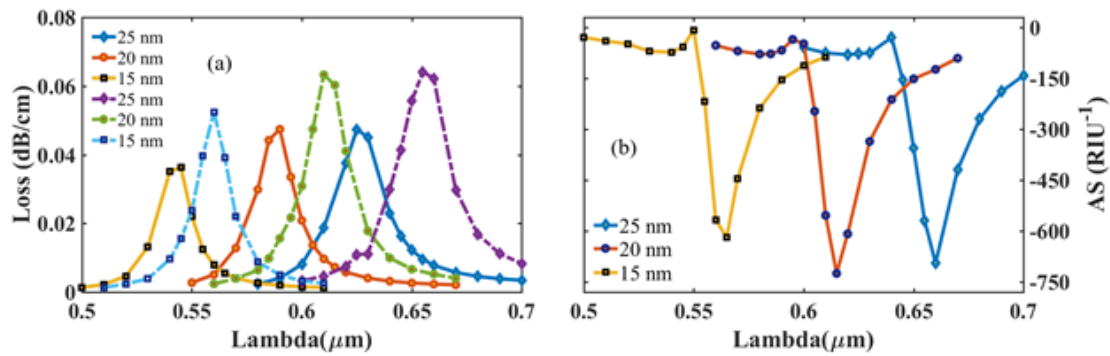 0.08
0.06
0.04
0.02
0
Loss (dB/cm)
25 nm
20 nm
15 nm
25 nm
20 nm
15 nm
(a)
0.5 0.55 0.6 0.65 0.7
Lambda(μm)
25 nm
20 nm
15 nm
(b)
0
-150
-300
-450
-600
-750
AS (RIU⁻¹)
0.5 0.55 0.6 0.65 0.7
Lambda(μm)